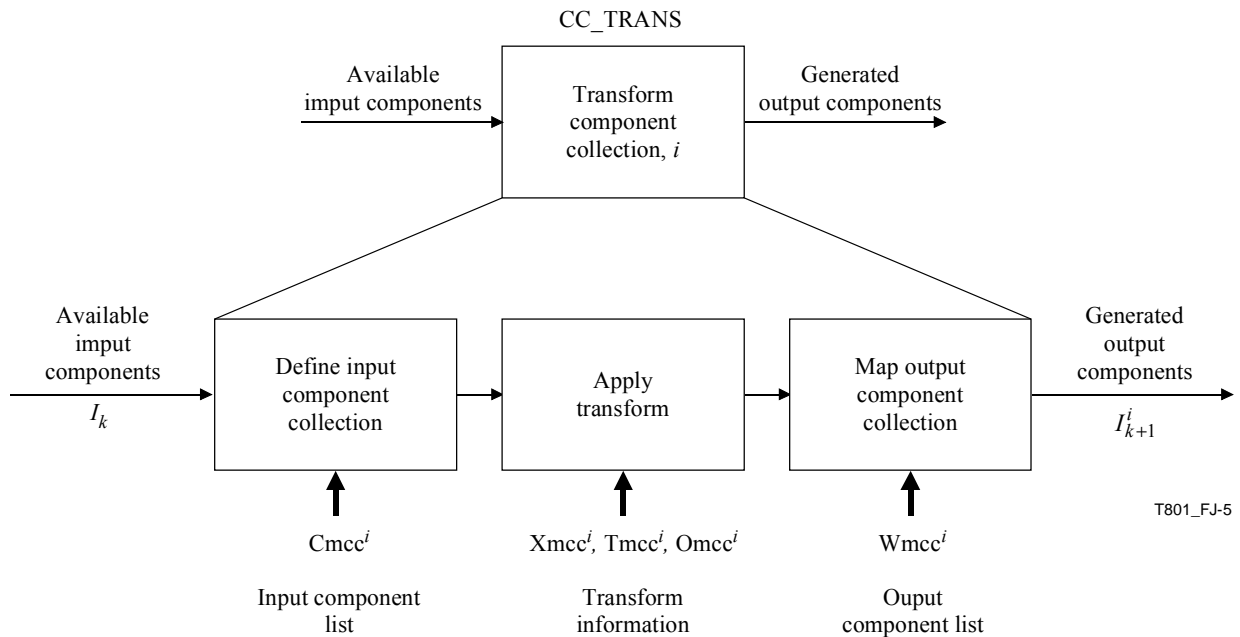 CC_TRANS
Available
imput components
Transform
component
collection, i
Generated
output components
Available
imput
components
I_k
Define input
component
collection
Apply
transform
Map output
component
collection
Generated
output
components
I^i_{k+1}
T801_FJ-5
Cmcc^i
Input component
list
Xmcc^i, Tmcc^i, Omcc^i
Transform
information
Wmcc^i
Ouput
component list